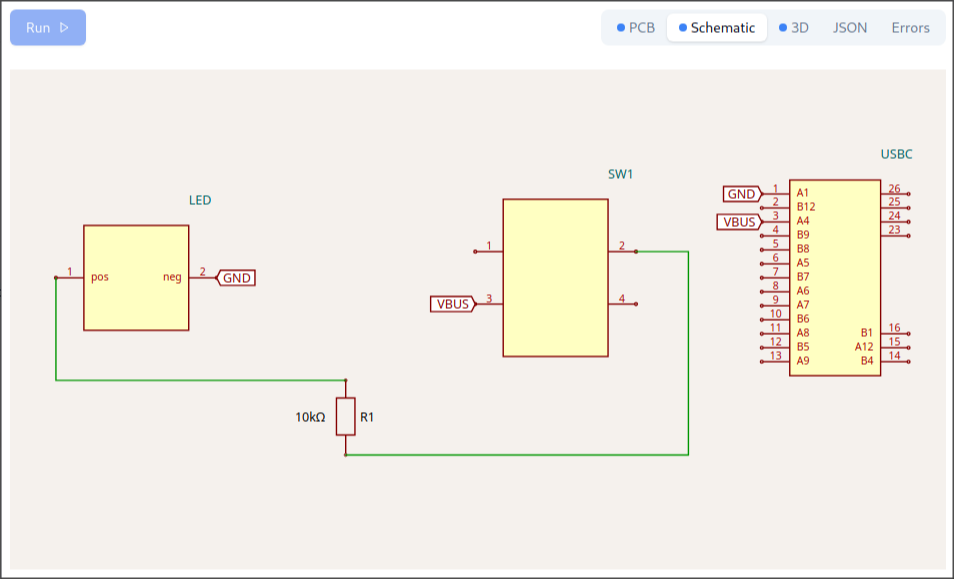 Run
PCB
Schematic
3D
JSON
Errors
LED
1
pos
neg
2
GND
10kΩ
R1
SW1
1
2
VBUS
3
4
USBC
GND
1
A1
26
2
B12
25
VBUS
3
A4
24
4
B9
23
5
B8
6
A5
7
B7
8
A6
9
A7
10
B6
11
A8
B1
16
12
B5
A12
15
13
A9
B4
14